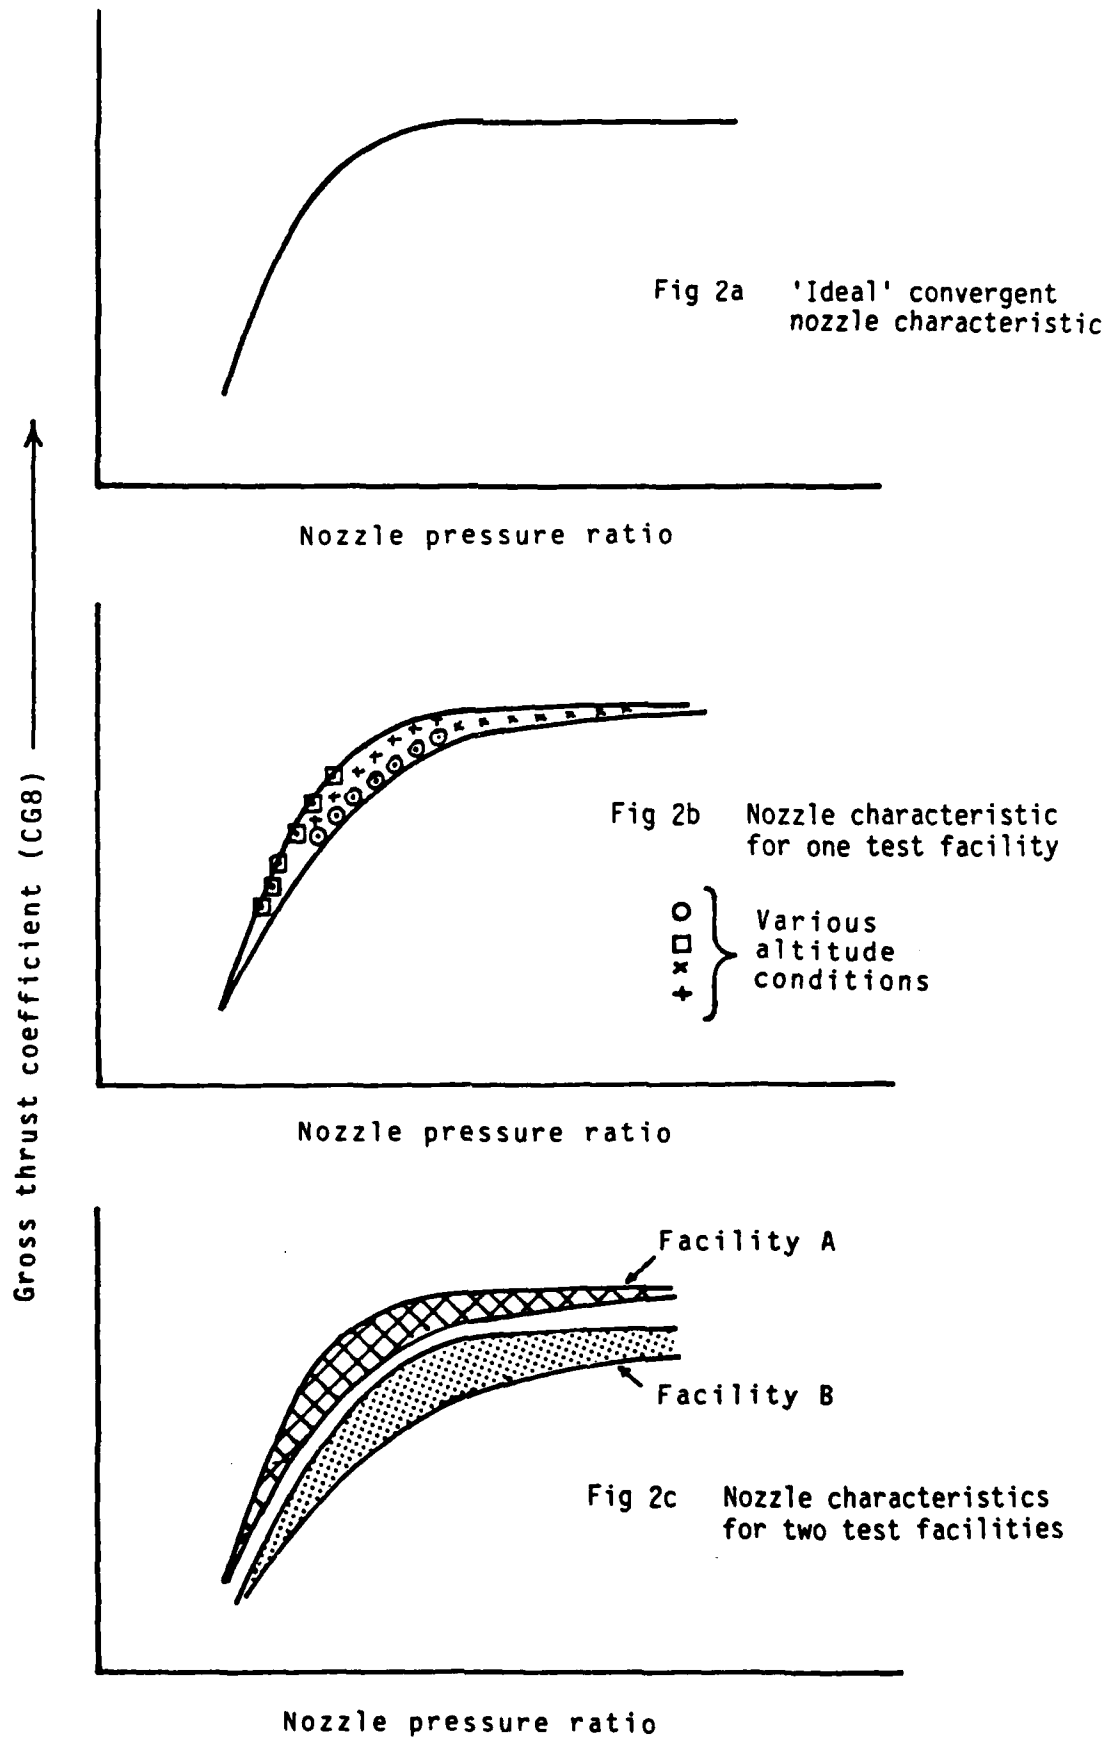 Fig 2a 'Ideal' convergent
nozzle characteristic
Nozzle pressure ratio
Gross thrust coefficient (CG8)
Fig 2b Nozzle characteristic
for one test facility
Various
altitude
conditions
Nozzle pressure ratio
Facility A
Facility B
Fig 2c Nozzle characteristics
for two test facilities
Nozzle pressure ratio